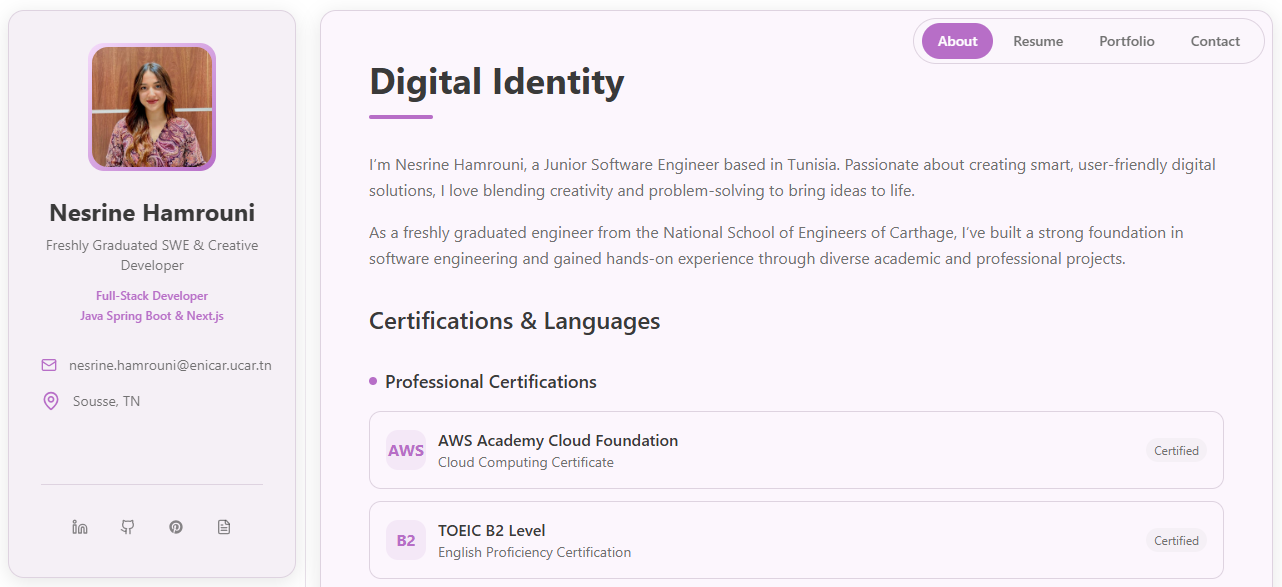 Nesrine Hamrouni
Freshly Graduated SWE & Creative
Developer
Full-Stack Developer
Java Spring Boot & Next.js
nesrine.hamrouni@enicar.ucar.tn
Sousse, TN
About
Resume
Portfolio
Contact
Digital Identity
I'm Nesrine Hamrouni, a Junior Software Engineer based in Tunisia. Passionate about creating smart, user-friendly digital
solutions, I love blending creativity and problem-solving to bring ideas to life.
As a freshly graduated engineer from the National School of Engineers of Carthage, I've built a strong foundation in
software engineering and gained hands-on experience through diverse academic and professional projects.
Certifications & Languages
Professional Certifications
AWS
AWS Academy Cloud Foundation
Cloud Computing Certificate
Certified
B2
TOEIC B2 Level
English Proficiency Certification
Certified